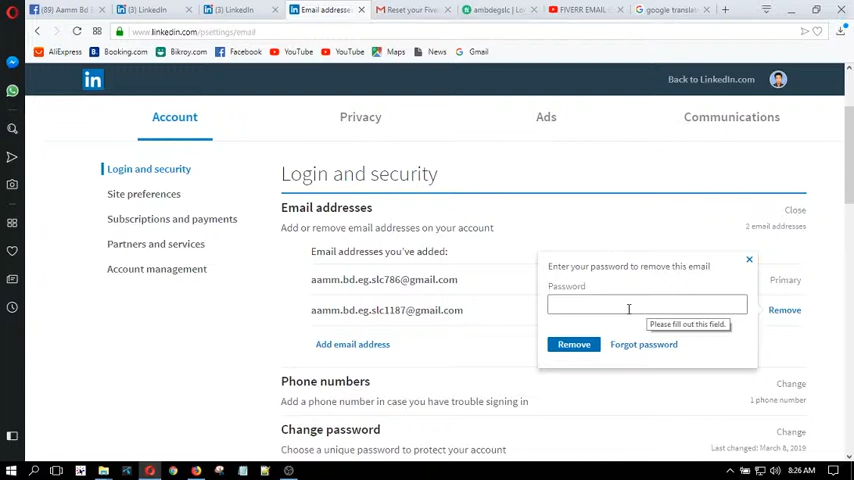 (89) Aamm Bd E
(3) LinkedIn
(3) LinkedIn
Email addresse
Reset your Five
ambdegslc | Lo
FIVERR EMAIL C
google translat
www.linkedin.com/psettings/email
AliExpress Booking.com Bikroy.com Facebook YouTube YouTube Maps News Gmail
in Back to LinkedIn.com
Account Privacy Ads Communications
Login and security
Site preferences
Subscriptions and payments
Partners and services
Account management
Login and security
Email addresses
Close
Add or remove email addresses on your account
2 email addresses
Email addresses you've added:
aamm.bd.eg.slc786@gmail.com
Primary
aamm.bd.eg.slc1187@gmail.com
Remove
Add email address
Enter your password to remove this email
Password
Please fill out this field.
Remove Forgot password
Phone numbers
Change
Add a phone number in case you have trouble signing in
1 phone number
Change password
Change
Choose a unique password to protect your account
Last changed: March 8, 2019
8:26 AM